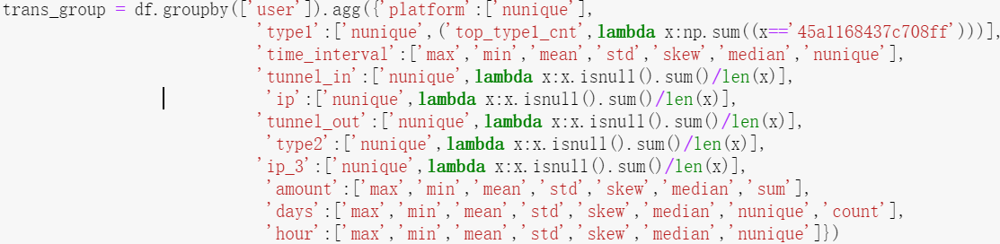 trans_group = df.groupby(['user']).agg({'platform':['nunique'],
'type1':['nunique',('top_type1_cnt',lambda x:np.sum((x=='45a1168437c708ff')))],
'time_interval':['max','min','mean','std','skew','median','nunique'],
'tunnel_in':['nunique',lambda x:x.isnull().sum()/len(x)],
'ip':['nunique',lambda x:x.isnull().sum()/len(x)],
'tunnel_out':['nunique',lambda x:x.isnull().sum()/len(x)],
'type2':['nunique',lambda x:x.isnull().sum()/len(x)],
'ip_3':['nunique',lambda x:x.isnull().sum()/len(x)],
'amount':['max','min','mean','std','skew','median','sum'],
'days':['max','min','mean','std','skew','median','nunique','count'],
'hour':['max','min','mean','std','skew','median','nunique']})